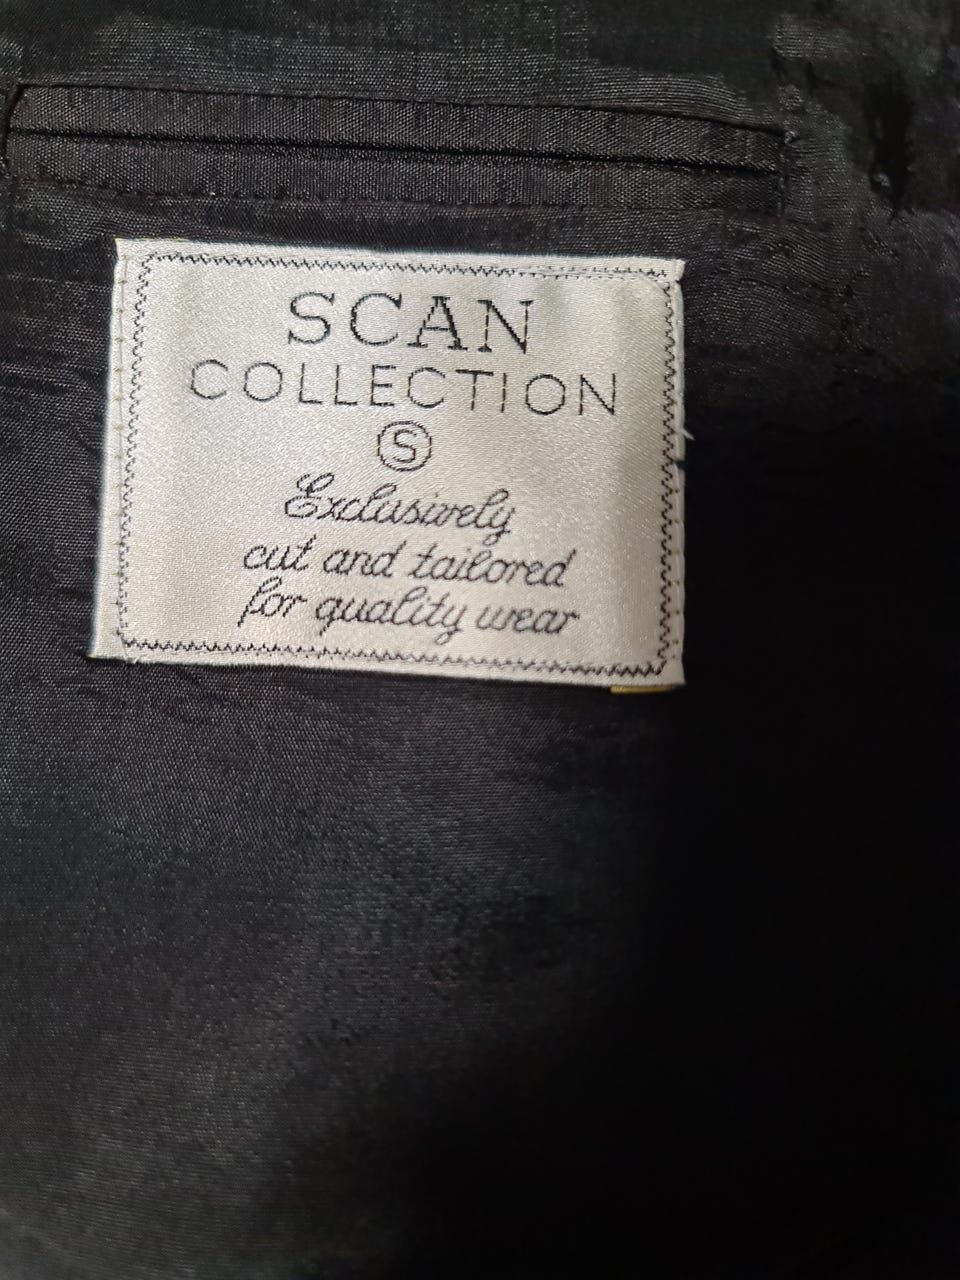 SCAN
COLLECTION
S
Exclusively
cut and tailored
for quality wear